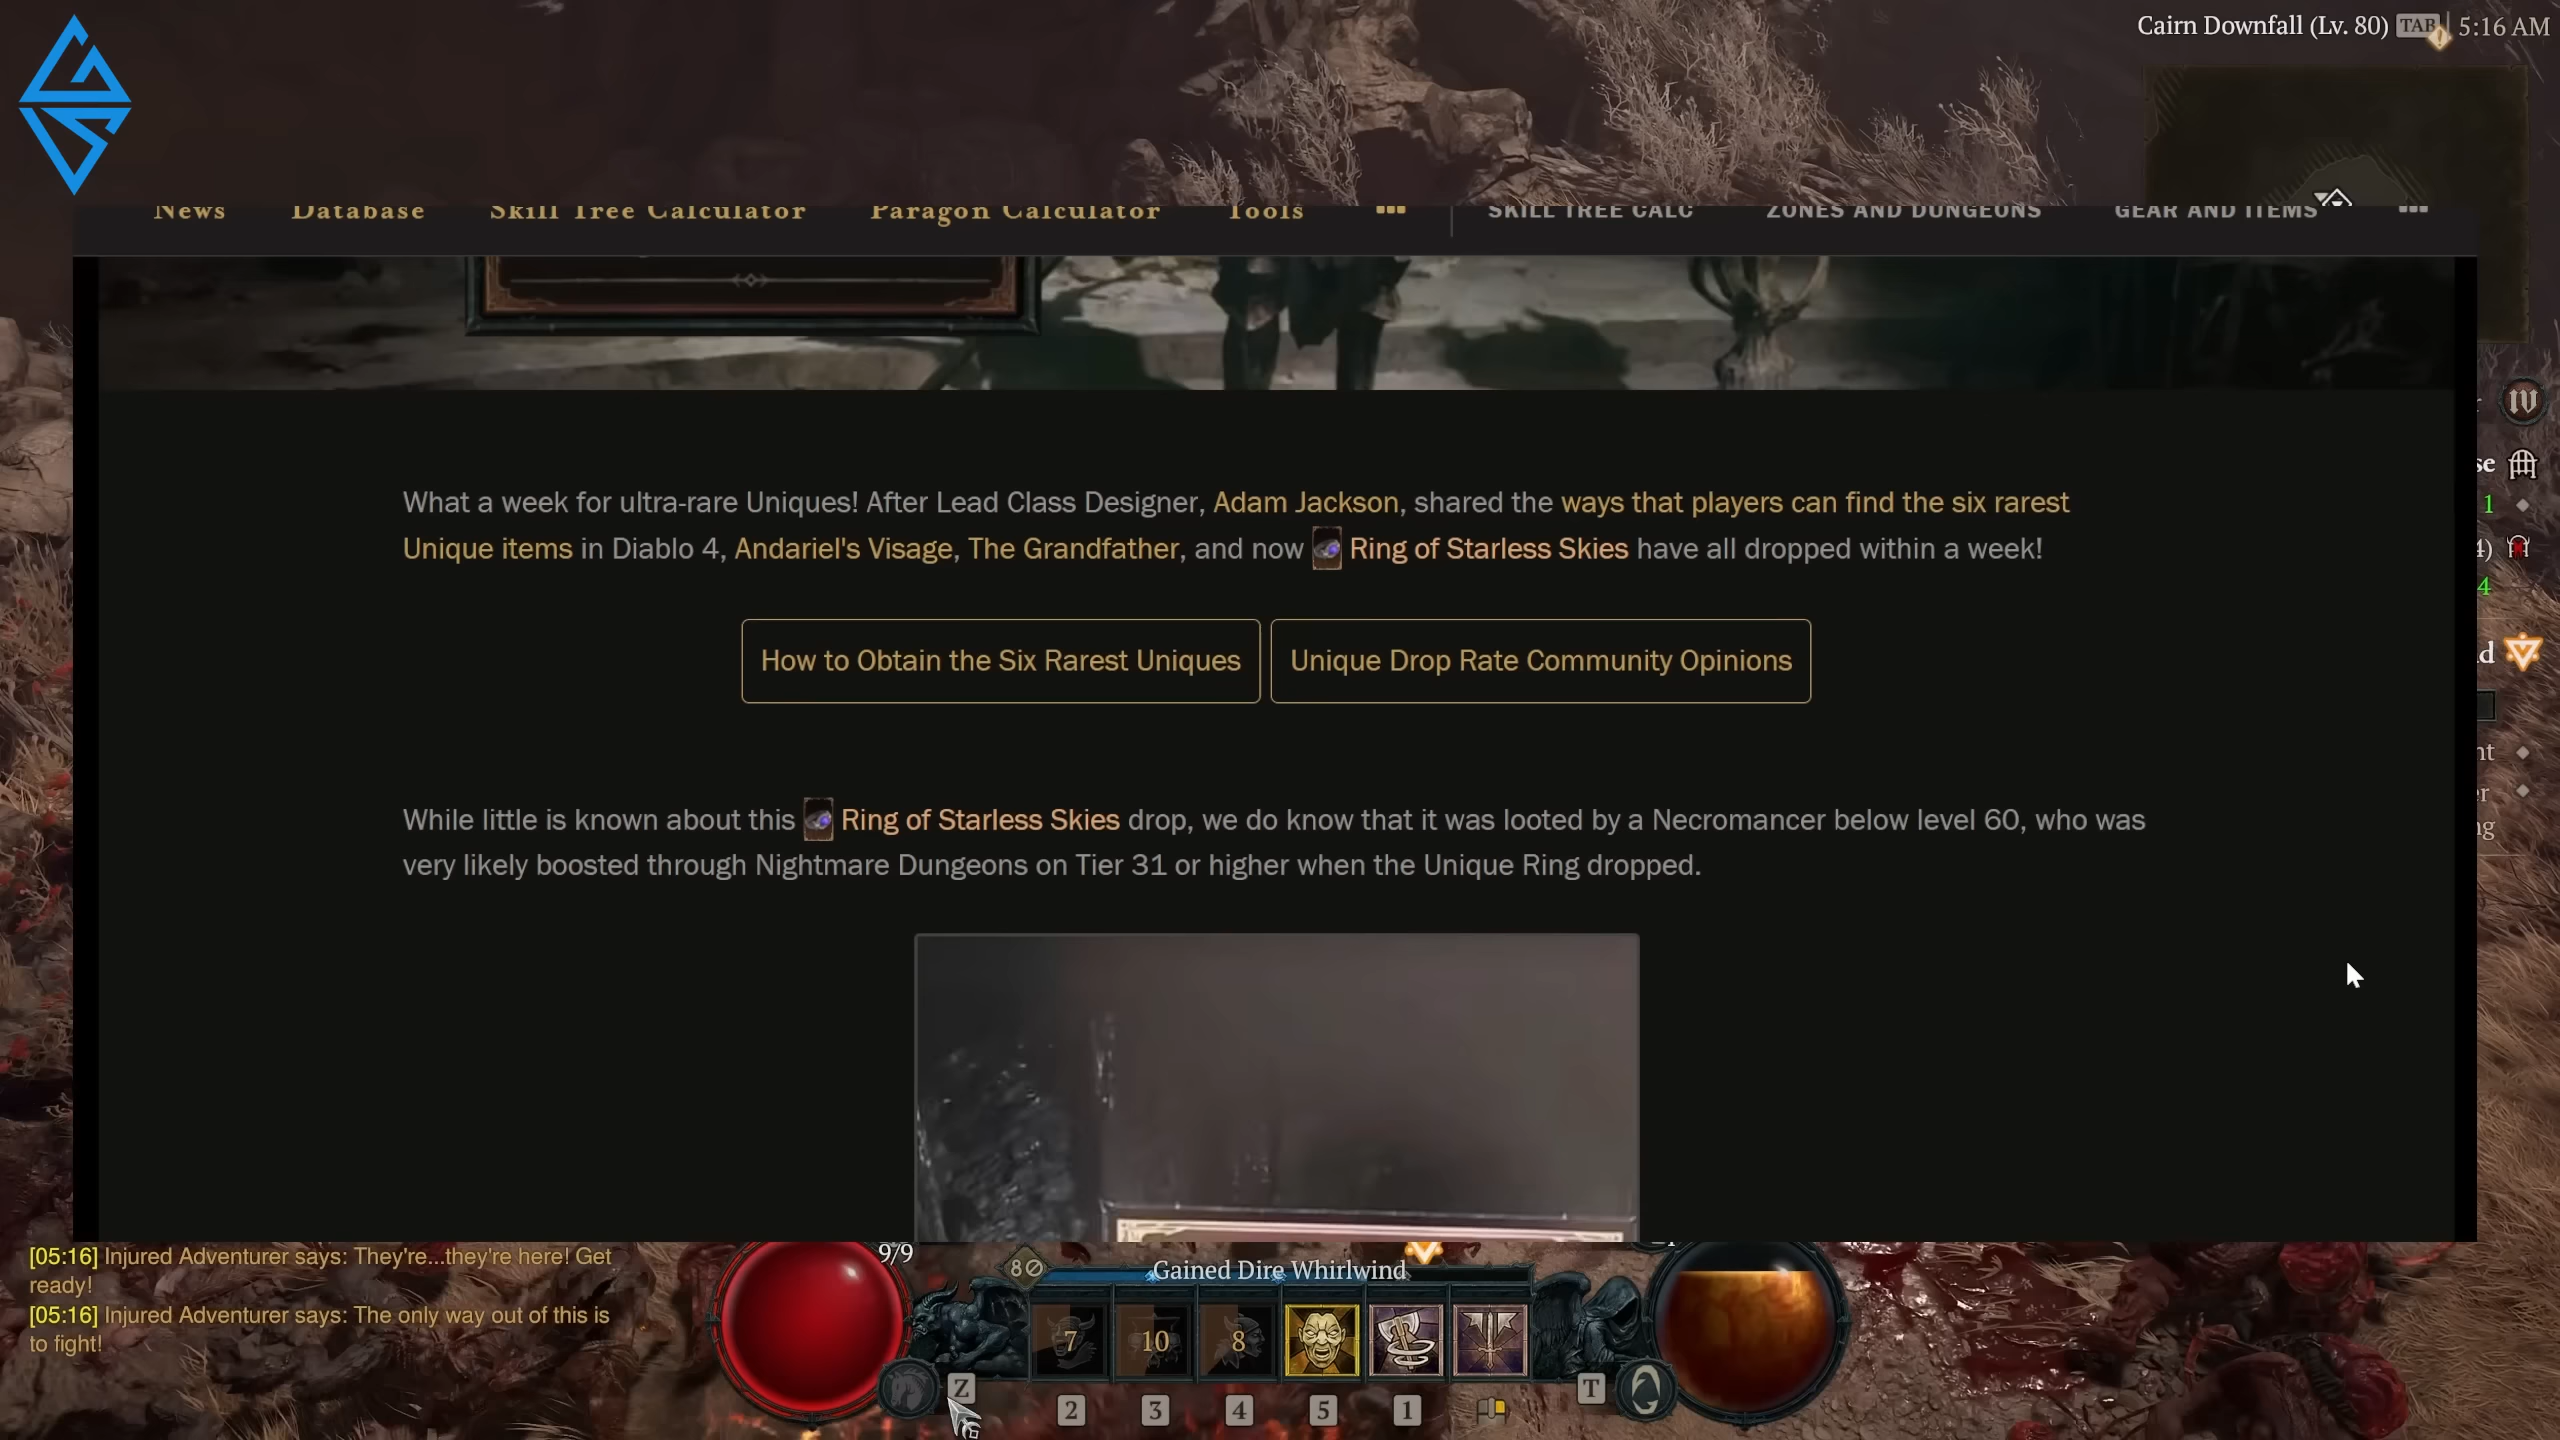 Cairn Downfall (Lv. 80) TAB 5:16 AM
News Database Skill Tree Calculator Paragon Calculator Tools ••• SKILL TREE CALC ZONES AND DUNGEONS GEAR AND ITEMS •••
What a week for ultra-rare Uniques! After Lead Class Designer, Adam Jackson, shared the ways that players can find the six rarest
Unique items in Diablo 4, Andariel's Visage, The Grandfather, and now Ring of Starless Skies have all dropped within a week!
How to Obtain the Six Rarest Uniques
Unique Drop Rate Community Opinions
While little is known about this Ring of Starless Skies drop, we do know that it was looted by a Necromancer below level 60, who was
very likely boosted through Nightmare Dungeons on Tier 31 or higher when the Unique Ring dropped.
IV
se
1
4)
4
d
nt
er
ng
[05:16] Injured Adventurer says: They're...they're here! Get
ready!
[05:16] Injured Adventurer says: The only way out of this is
to fight!
9/9
80
Gained Dire Whirlwind
7 10 8
Z 2 3 4 5 1 T